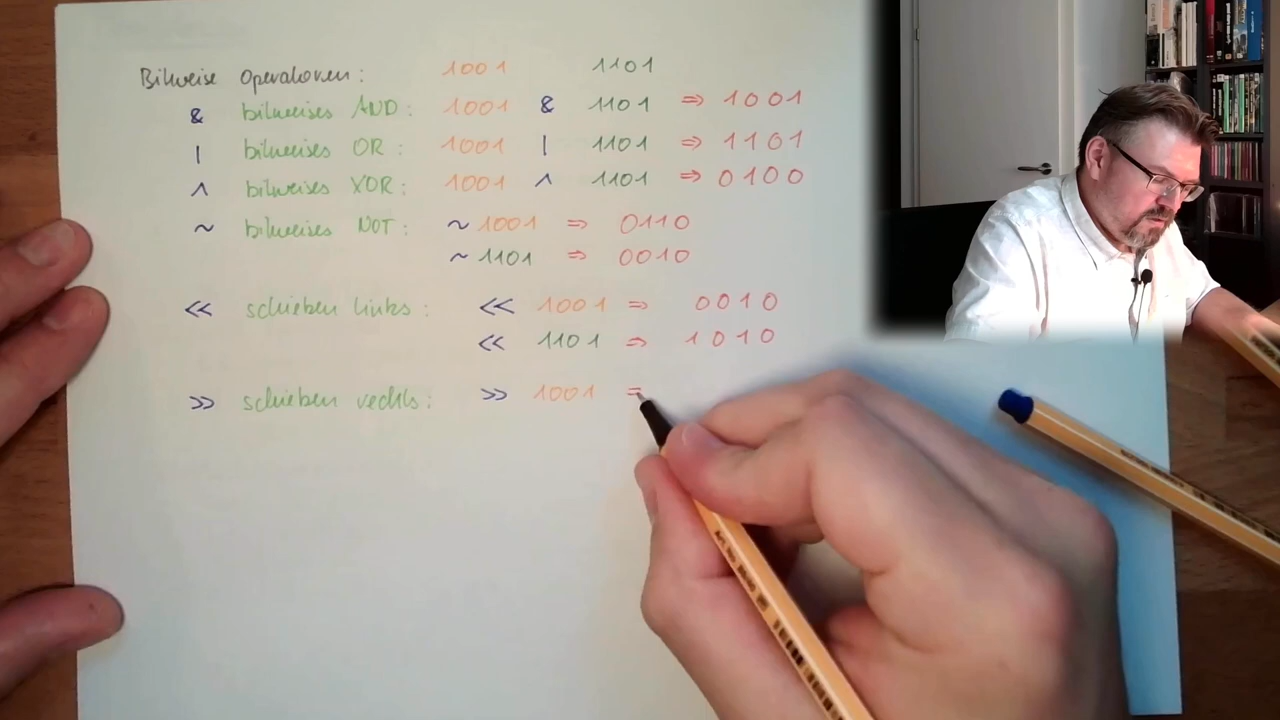 Bitweise Operatoren: 1001 1101
& bitweises AND: 1001 & 1101 ⇒ 1001
| bitweises OR: 1001 | 1101 ⇒ 1101
^ bitweises XOR: 1001 ^ 1101 ⇒ 0100
~ bitweises NOT: ~ 1001 ⇒ 0110
~ 1101 ⇒ 0010
<< schieben links: << 1001 ⇒ 0010
<< 1101 ⇒ 1010
>> schieben rechts: >> 1001 =